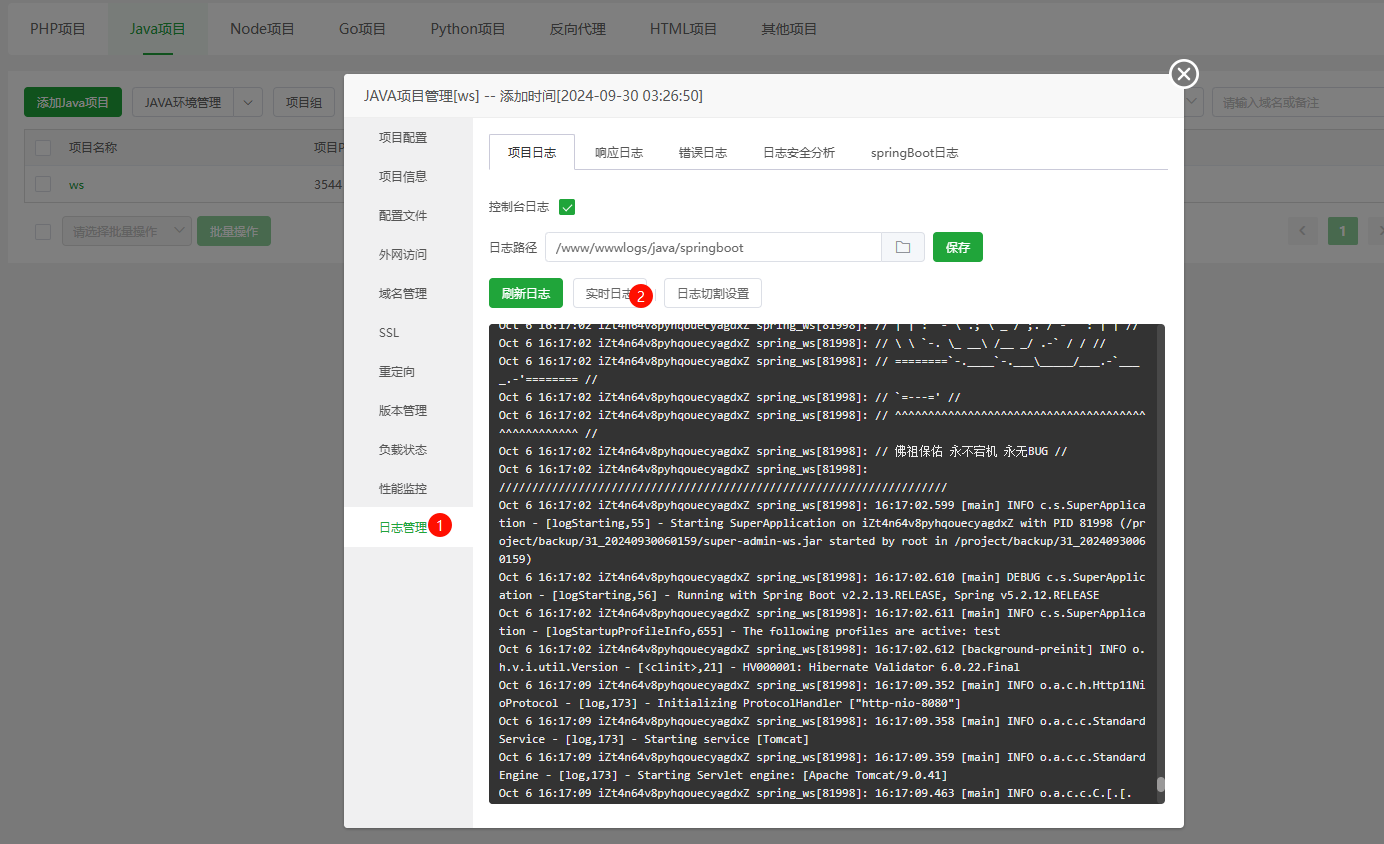 PHP项目 Java项目 Node项目 Go项目 Python项目 反向代理 HTML项目 其他项目
添加Java项目 JAVA环境管理 项目组 请输入域名或备注
项目名称 项目P
ws 3544
请选择批量操作 批量操作 1
JAVA项目管理[ws] -- 添加时间[2024-09-30 03:26:50]
项目配置
项目信息
配置文件
外网访问
域名管理
SSL
重定向
版本管理
负载状态
性能监控
日志管理 1
项目日志 响应日志 错误日志 日志安全分析 springBoot日志
控制台日志
日志路径 /www/wwwlogs/java/springboot 保存
刷新日志 实时日志 2 日志切割设置
Oct 6 16:17:02 iZt4n64v8pyhqouecyagdxZ spring_ws[81998]: // | | : `- \`.;`\ _ /`;.`/ - ` : | | //
Oct 6 16:17:02 iZt4n64v8pyhqouecyagdxZ spring_ws[81998]: // \ \ `-. \_ __\ /__ _/ .-` / / //
Oct 6 16:17:02 iZt4n64v8pyhqouecyagdxZ spring_ws[81998]: // ========`-.____`-.___\_____/___.-`___
_.-'======== //
Oct 6 16:17:02 iZt4n64v8pyhqouecyagdxZ spring_ws[81998]: // `=---=' //
Oct 6 16:17:02 iZt4n64v8pyhqouecyagdxZ spring_ws[81998]: // ^^^^^^^^^^^^^^^^^^^^^^^^^^^^^^^^^^^^^^
^^^^^^^^^^^^ //
Oct 6 16:17:02 iZt4n64v8pyhqouecyagdxZ spring_ws[81998]: // 佛祖保佑 永不宕机 永无BUG //
Oct 6 16:17:02 iZt4n64v8pyhqouecyagdxZ spring_ws[81998]:
////////////////////////////////////////////////////////////////////
Oct 6 16:17:02 iZt4n64v8pyhqouecyagdxZ spring_ws[81998]: 16:17:02.599 [main] INFO c.s.SuperApplica
tion - [logStarting,55] - Starting SuperApplication on iZt4n64v8pyhqouecyagdxZ with PID 81998 (/pr
oject/backup/31_20240930060159/super-admin-ws.jar started by root in /project/backup/31_2024093006
0159)
Oct 6 16:17:02 iZt4n64v8pyhqouecyagdxZ spring_ws[81998]: 16:17:02.610 [main] DEBUG c.s.SuperApplic
ation - [logStarting,56] - Running with Spring Boot v2.2.13.RELEASE, Spring v5.2.12.RELEASE
Oct 6 16:17:02 iZt4n64v8pyhqouecyagdxZ spring_ws[81998]: 16:17:02.611 [main] INFO c.s.SuperApplica
tion - [logStartupProfileInfo,655] - The following profiles are active: test
Oct 6 16:17:02 iZt4n64v8pyhqouecyagdxZ spring_ws[81998]: 16:17:02.612 [background-preinit] INFO o.
h.v.i.util.Version - [<clinit>,21] - HV000001: Hibernate Validator 6.0.22.Final
Oct 6 16:17:09 iZt4n64v8pyhqouecyagdxZ spring_ws[81998]: 16:17:09.352 [main] INFO o.a.c.h.Http11Ni
oProtocol - [log,173] - Initializing ProtocolHandler ["http-nio-8080"]
Oct 6 16:17:09 iZt4n64v8pyhqouecyagdxZ spring_ws[81998]: 16:17:09.358 [main] INFO o.a.c.c.Standard
Service - [log,173] - Starting service [Tomcat]
Oct 6 16:17:09 iZt4n64v8pyhqouecyagdxZ spring_ws[81998]: 16:17:09.359 [main] INFO o.a.c.c.Standard
Engine - [log,173] - Starting Servlet engine: [Apache Tomcat/9.0.41]
Oct 6 16:17:09 iZt4n64v8pyhqouecyagdxZ spring_ws[81998]: 16:17:09.463 [main] INFO o.a.c.c.C.[.[.